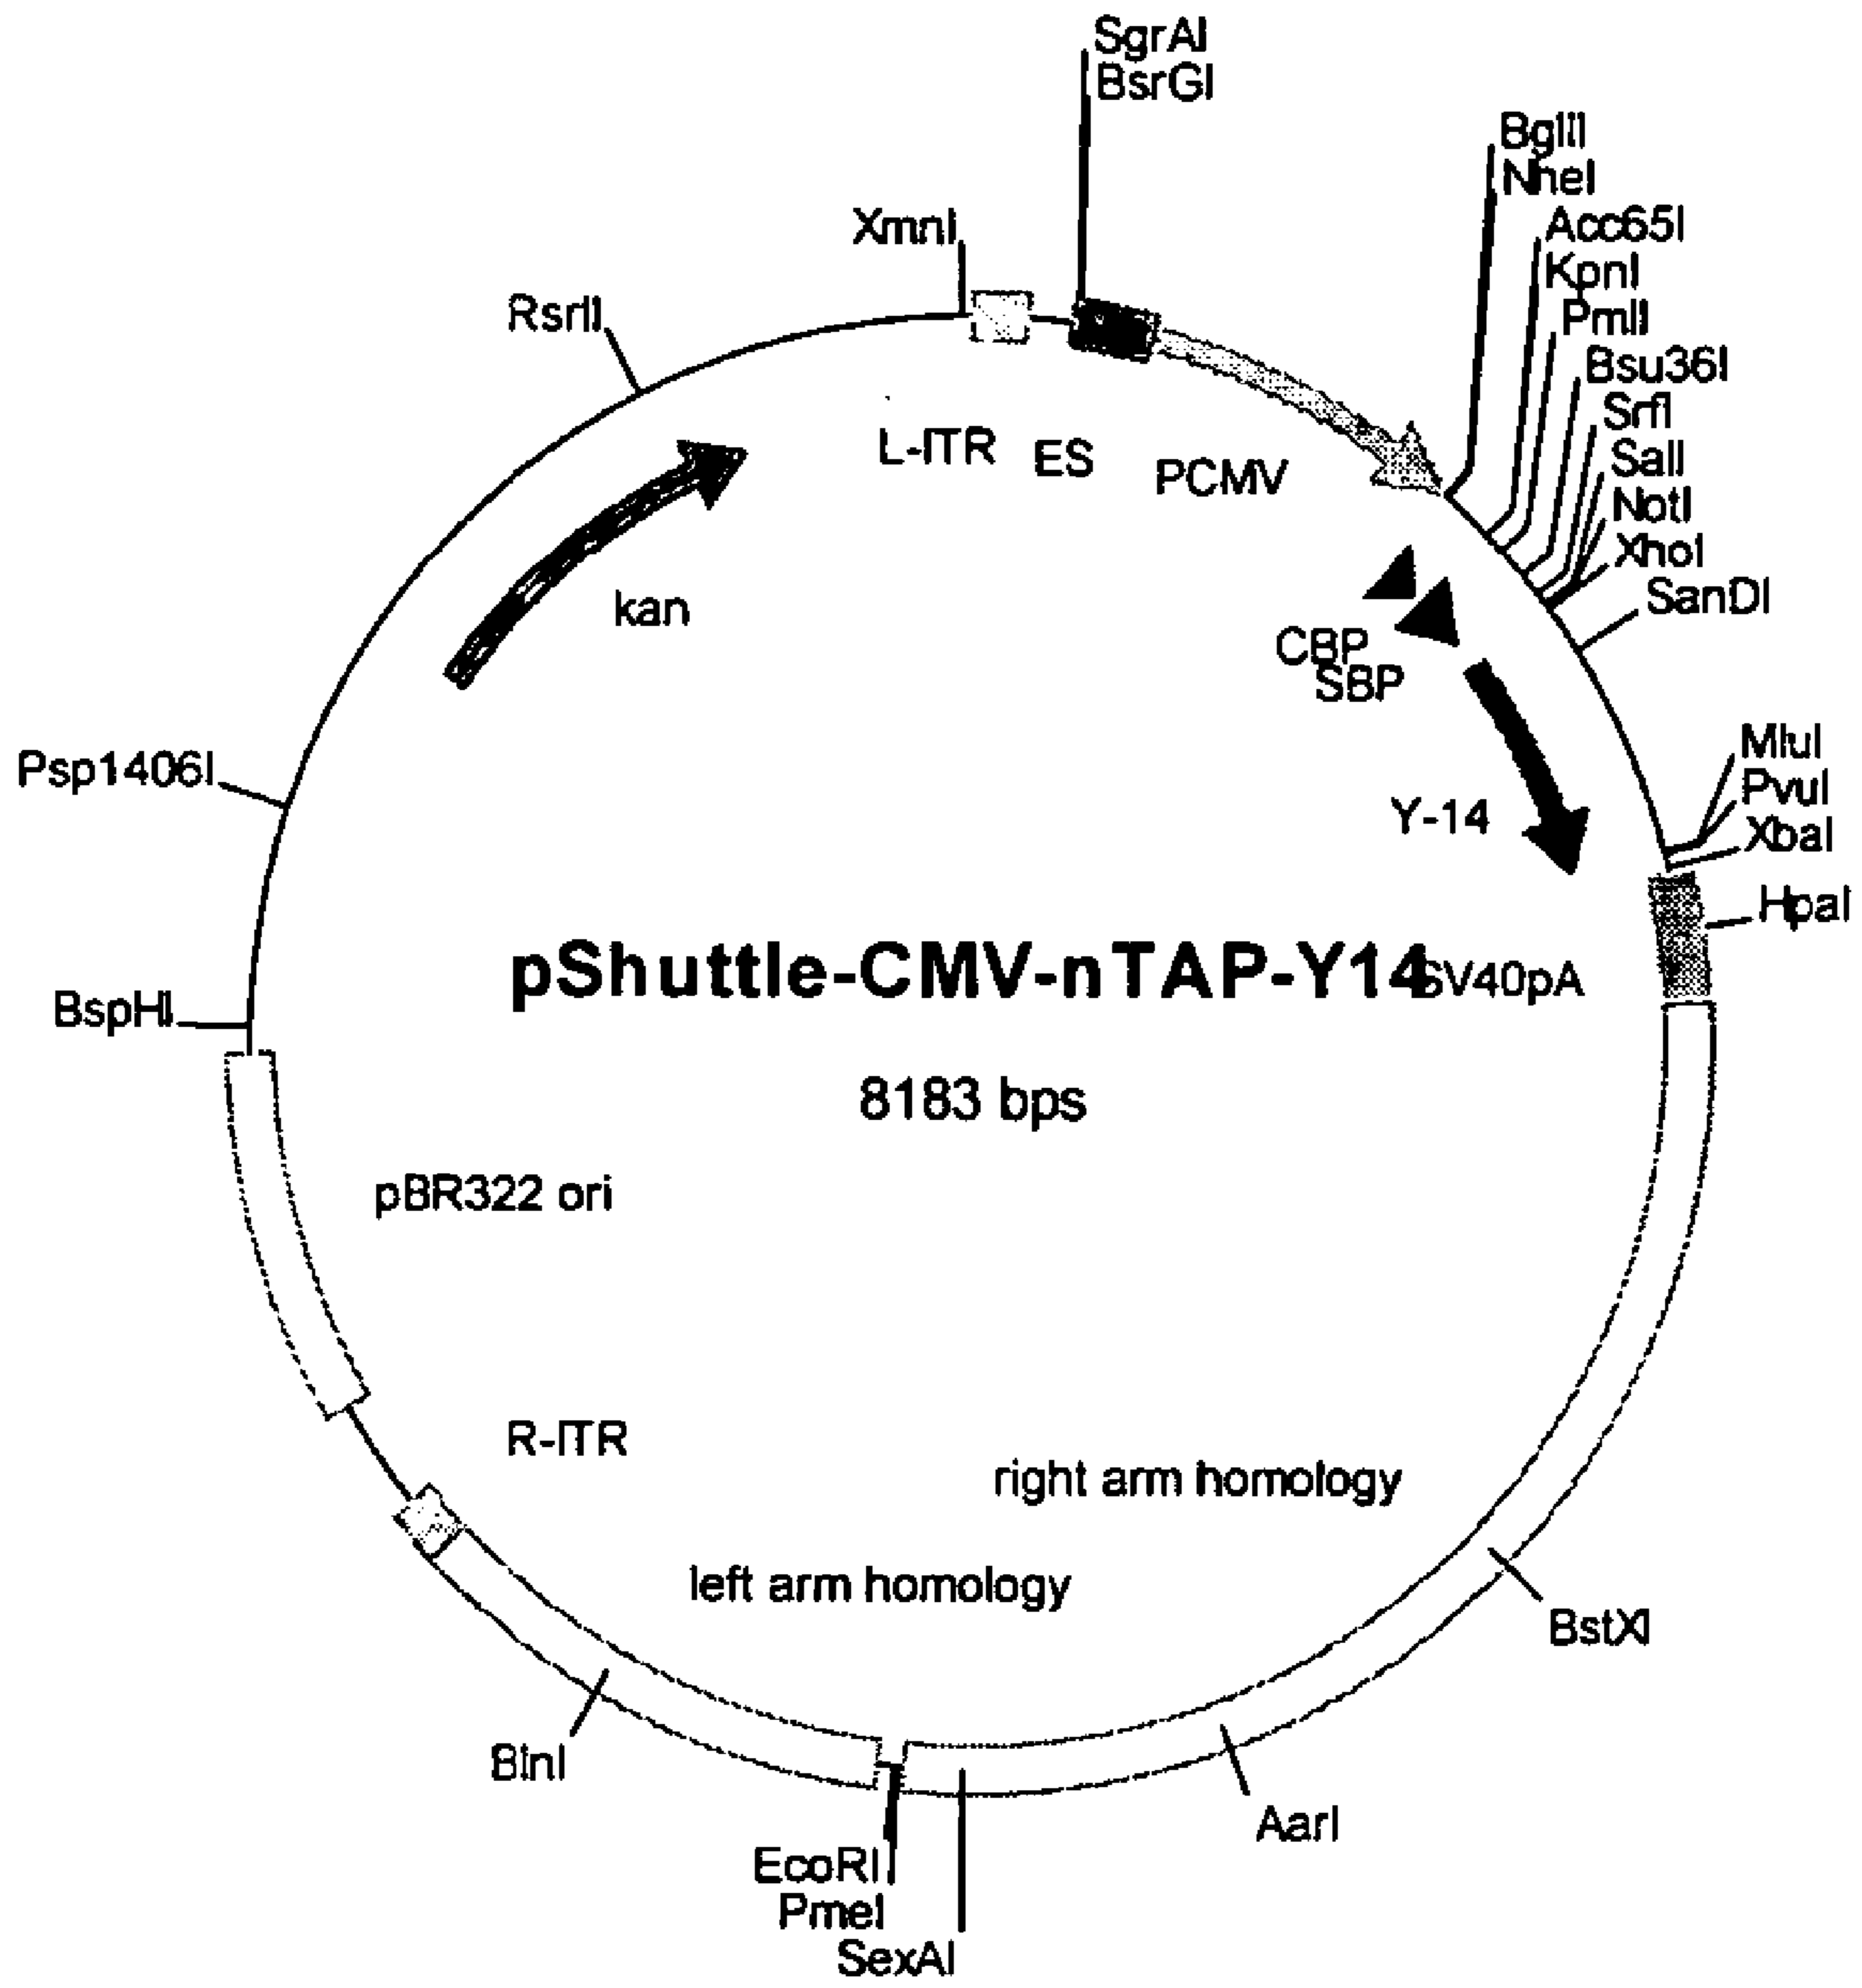 SgrAI
BsrGI
BglII
NheI
XmnI
Acc65I
KpnI
RsrII
PmlI
Bsu36I
SrfI
SalI
L-ITR ES PCMV
NotI
XhoI
kan
SanDI
CBP
SBP
MluI
Psp1406I
PvuI
Y-14
XbaI
HpaI
pShuttle-CMV-nTAP-Y14
SV40pA
BspHI
8183 bps
pBR322 ori
R-ITR
right arm homology
left arm homology
BstXI
BlnI
AarI
EcoRI
PmeI
SexAI